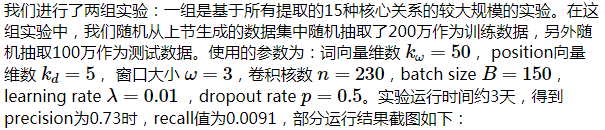 我们进行了两组实验：一组是基于所有提取的15种核心关系的较大规模的实验。在这
组实验中，我们随机从上节生成的数据集中随机抽取了200万作为训练数据，另外随
机抽取100万作为测试数据。使用的参数为：词向量维数 kω = 50， position向量
维数 kd = 5， 窗口大小 ω = 3，卷积核数 n = 230，batch size B = 150，
learning rate λ = 0.01 ，dropout rate p = 0.5。实验运行时间约3天，得到
precision为0.73时，recall值为0.0091，部分运行结果截图如下：